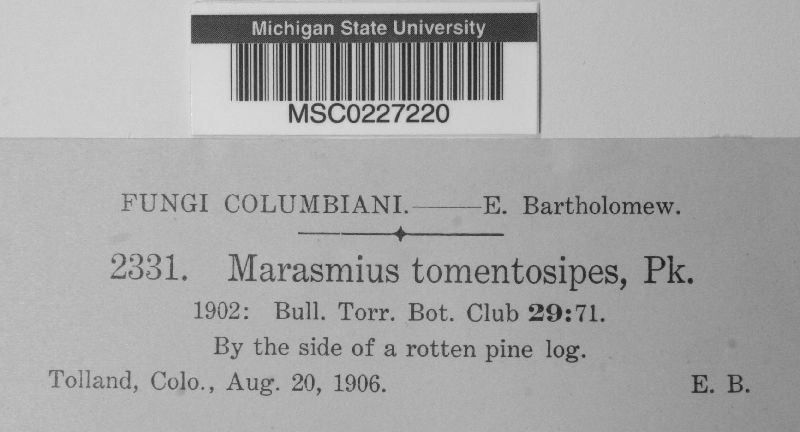 Michigan State University
MSC0227220
FUNGI COLUMBIANI.——E. Bartholomew.
2331. Marasmius tomentosipes, Pk.
1902: Bull. Torr. Bot. Club 29:71.
By the side of a rotten pine log.
Tolland, Colo., Aug. 20, 1906. E. B.